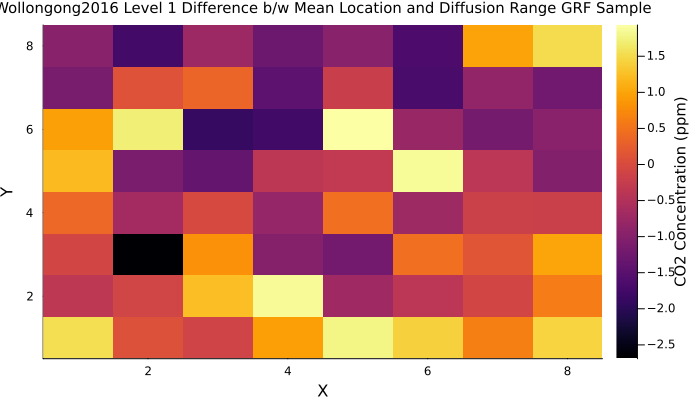 Wollongong2016 Level 1 Difference b/w Mean Location and Diffusion Range GRF Sample
8
6
4
2
Y
2 4 6 8
X
1.5
1.0
0.5
0
−0.5
−1.0
−1.5
−2.0
−2.5
CO2 Concentration (ppm)